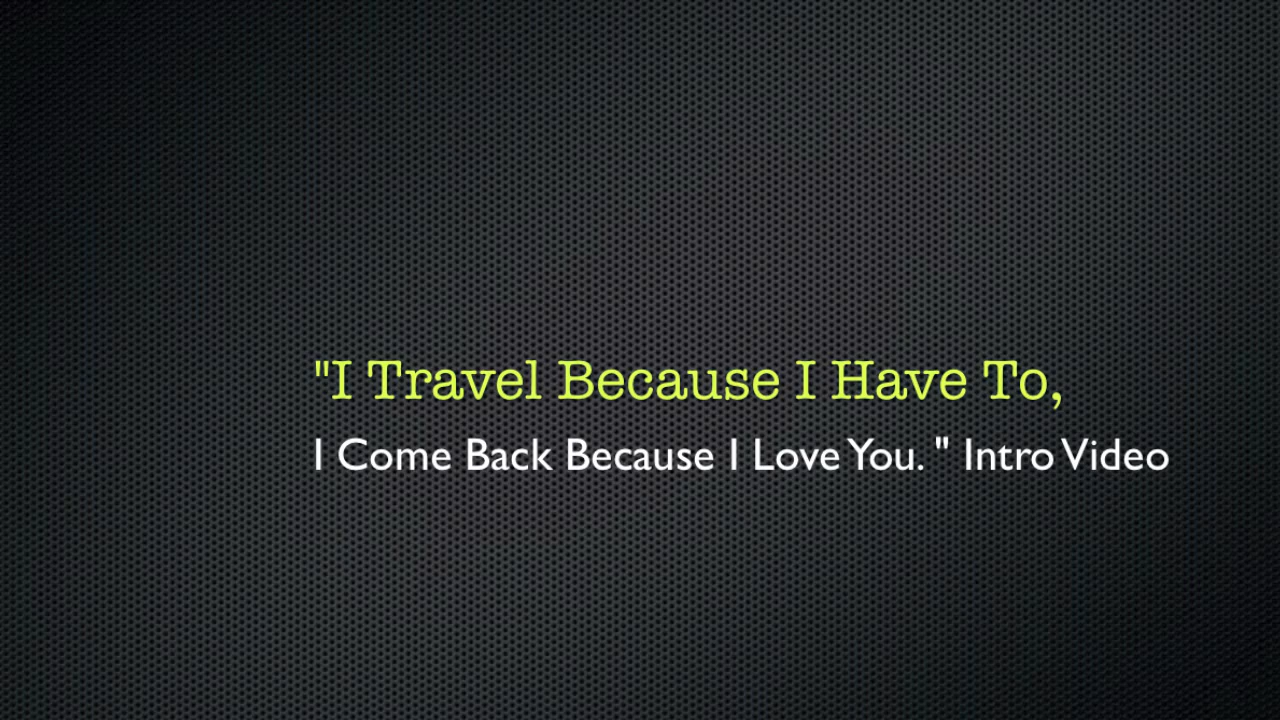 "I Travel Because I Have To,
I Come Back Because I Love You. " Intro Video